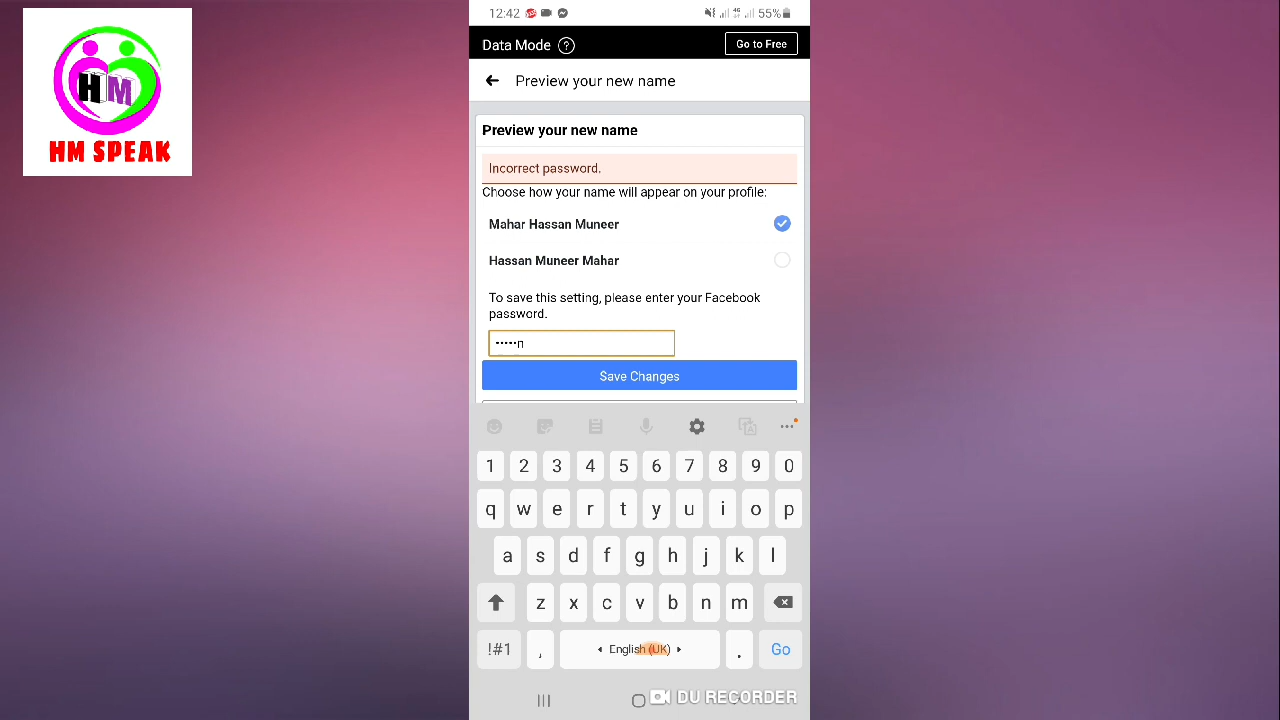 HM
HM SPEAK
12:42
4G
55%
Data Mode ?
Go to Free
Preview your new name
Preview your new name
Incorrect password.
Choose how your name will appear on your profile:
Mahar Hassan Muneer
Hassan Muneer Mahar
To save this setting, please enter your Facebook
password.
•••••n
Save Changes
1 2 3 4 5 6 7 8 9 0
q w e r t y u i o p
a s d f g h j k l
z x c v b n m
!#1 , English (UK) . Go
DU RECORDER